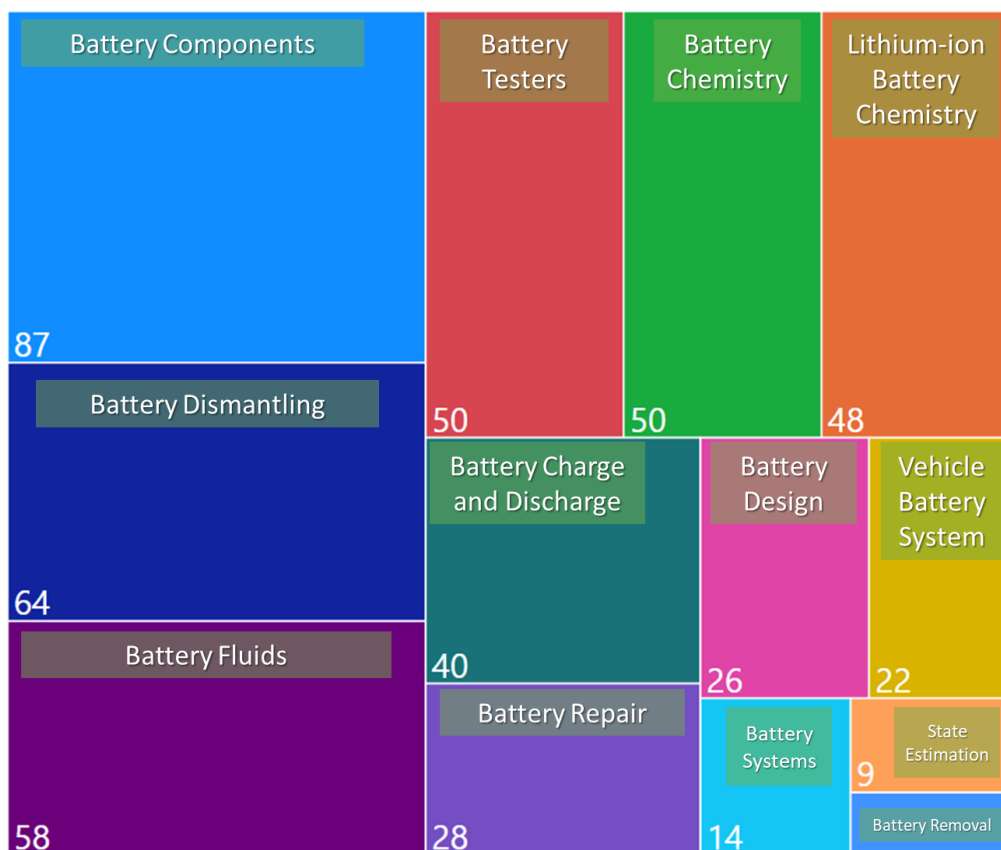 Battery Components
87
Battery Dismantling
64
Battery Fluids
58
Battery
Testers
50
Battery
Chemistry
50
Lithium-ion
Battery
Chemistry
48
Battery Charge
and Discharge
40
Battery Repair
28
Battery
Design
26
Vehicle
Battery
System
22
Battery
Systems
14
State
Estimation
9
Battery Removal